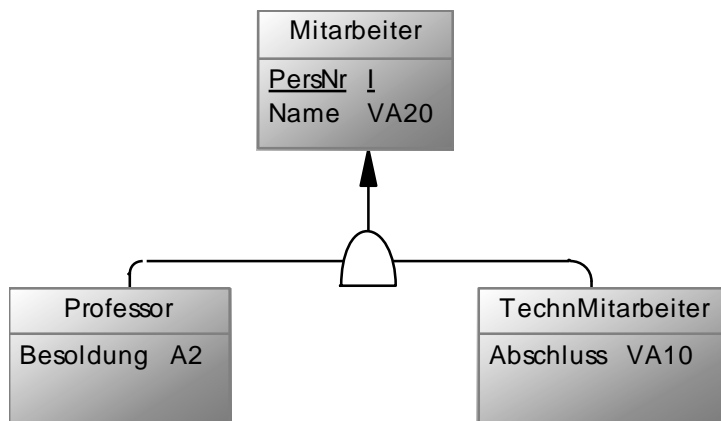 Mitarbeiter
PersNr I
Name VA20
Professor
Besoldung A2
TechnMitarbeiter
Abschluss VA10